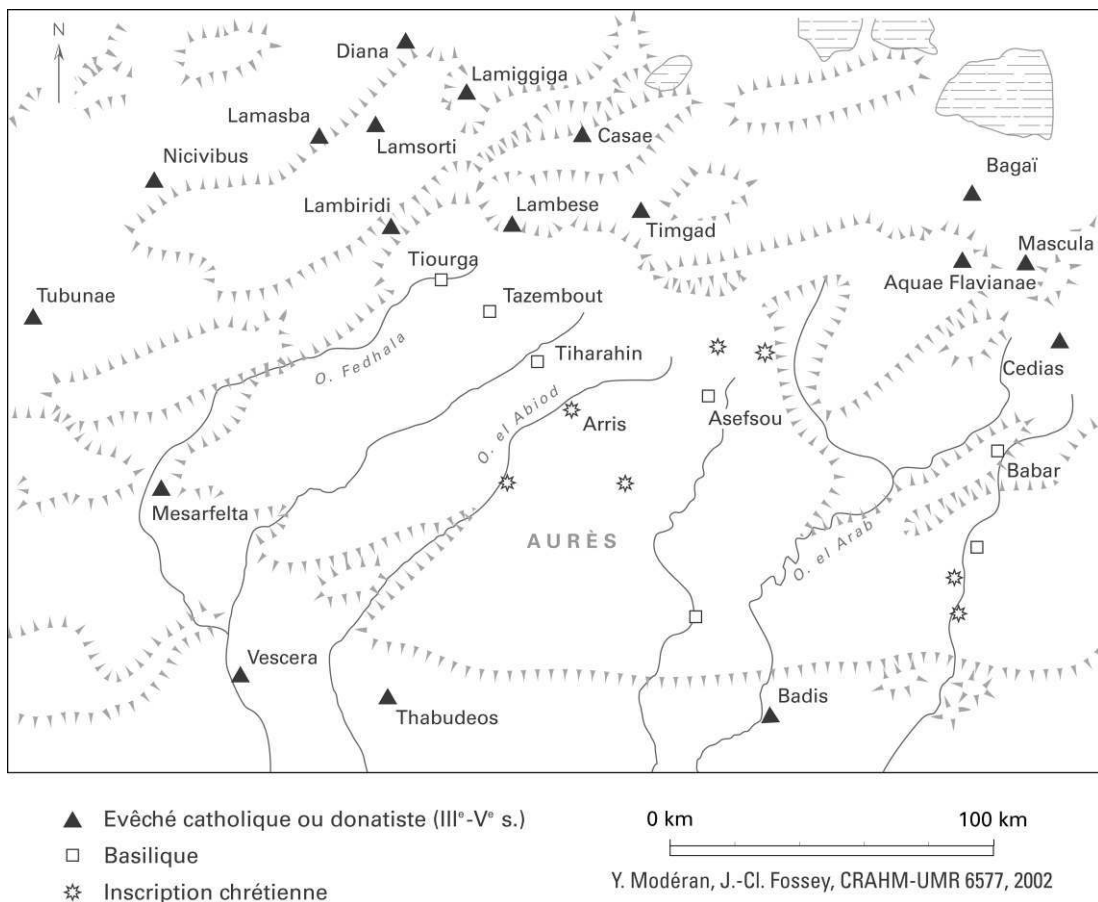 N
Diana
Lamiggiga
Lamasba
Lamsorti
Casae
Nicivibus
Bagaï
Lambiridi
Lambese
Timgad
Mascula
Tiourga
Aquae Flavianae
Tubunae
Tazembout
O. Fedhala
Tiharahin
Cedias
O. el Abiod
Arris
Asefsou
Babar
Mesarfelta
AURÈS
O. el Arab
Vescera
Thabudeos
Badis
Evêché catholique ou donatiste (IIIᵉ-Vᵉ s.)
Basilique
Inscription chrétienne
0 km 100 km
Y. Modéran, J.-Cl. Fossey, CRAHM-UMR 6577, 2002